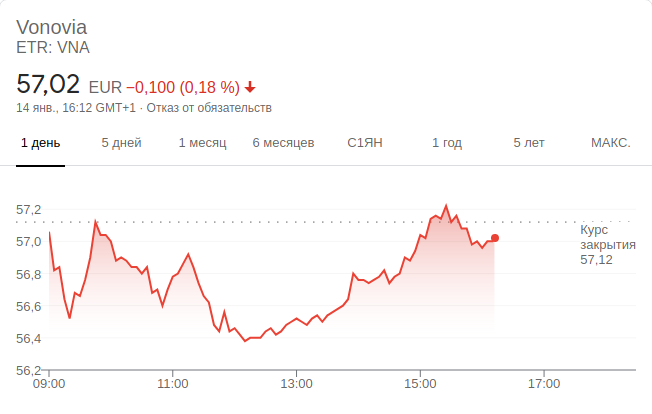 Vonovia
ETR: VNA
57,02 EUR −0,100 (0,18 %)
14 янв., 16:12 GMT+1 · Отказ от обязательств
1 день 5 дней 1 месяц 6 месяцев С1ЯН 1 год 5 лет МАКС.
57,2
57,0
56,8
56,6
56,4
56,2
Курс
закрытия
57,12
09:00 11:00 13:00 15:00 17:00